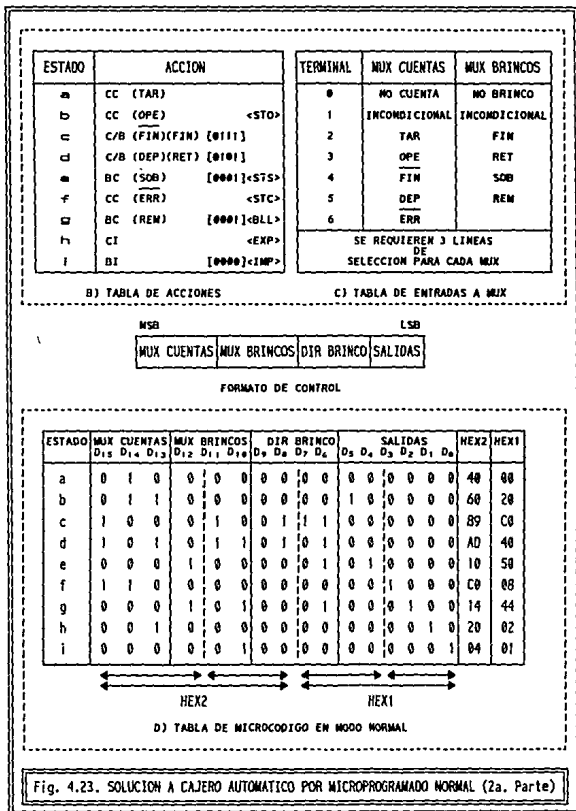 ESTADO ACCION
a CC (TAR)
b CC (OPE) <STO>
c C/B (FIN)(FIN) [0111]
d C/B (DEP)(RET) [0101]
e BC (SOB) [0001]<STS>
f CC (ERR) <STC>
g BC (REM) [0001]<BLL>
h CI <EXP>
i BI [0000]<IMP>
B) TABLA DE ACCIONES
TERMINAL MUX CUENTAS MUX BRINCOS
0 NO CUENTA NO BRINCO
1 INCONDICIONAL INCONDICIONAL
2 TAR FIN
3 OPE RET
4 FIN SOB
5 DEP REM
6 ERR
SE REQUIEREN 3 LINEAS
DE
SELECCION PARA CADA MUX
C) TABLA DE ENTRADAS A MUX
MSB LSB
MUX CUENTAS MUX BRINCOS DIR BRINCO SALIDAS
FORMATO DE CONTROL
ESTADO MUX CUENTAS MUX BRINCOS DIR BRINCO SALIDAS HEX2 HEX1
D15 D14 D13 D12 D11 D10 D9 D8 D7 D6 D5 D4 D3 D2 D1 D0
a 0 1 0 0 0 0 0 0 0 0 0 0 0 0 0 0 40 00
b 0 1 1 0 0 0 0 0 0 0 1 0 0 0 0 0 60 20
c 1 0 0 0 1 0 0 1 1 1 0 0 0 0 0 0 89 C0
d 1 0 1 0 1 1 0 1 0 1 0 0 0 0 0 0 AD 40
e 0 0 0 1 0 0 0 0 0 1 0 1 0 0 0 0 10 50
f 1 1 0 0 0 0 0 0 0 0 0 0 1 0 0 0 C0 08
g 0 0 0 1 0 1 0 0 0 1 0 0 0 1 0 0 14 44
h 0 0 1 0 0 0 0 0 0 0 0 0 0 0 1 0 20 02
i 0 0 0 0 0 1 0 0 0 0 0 0 0 0 0 1 04 01
HEX2 HEX1
D) TABLA DE MICROCODIGO EN MODO NORMAL
Fig. 4.23. SOLUCION A CAJERO AUTOMATICO POR MICROPROGRAMADO NORMAL (2a. Parte)